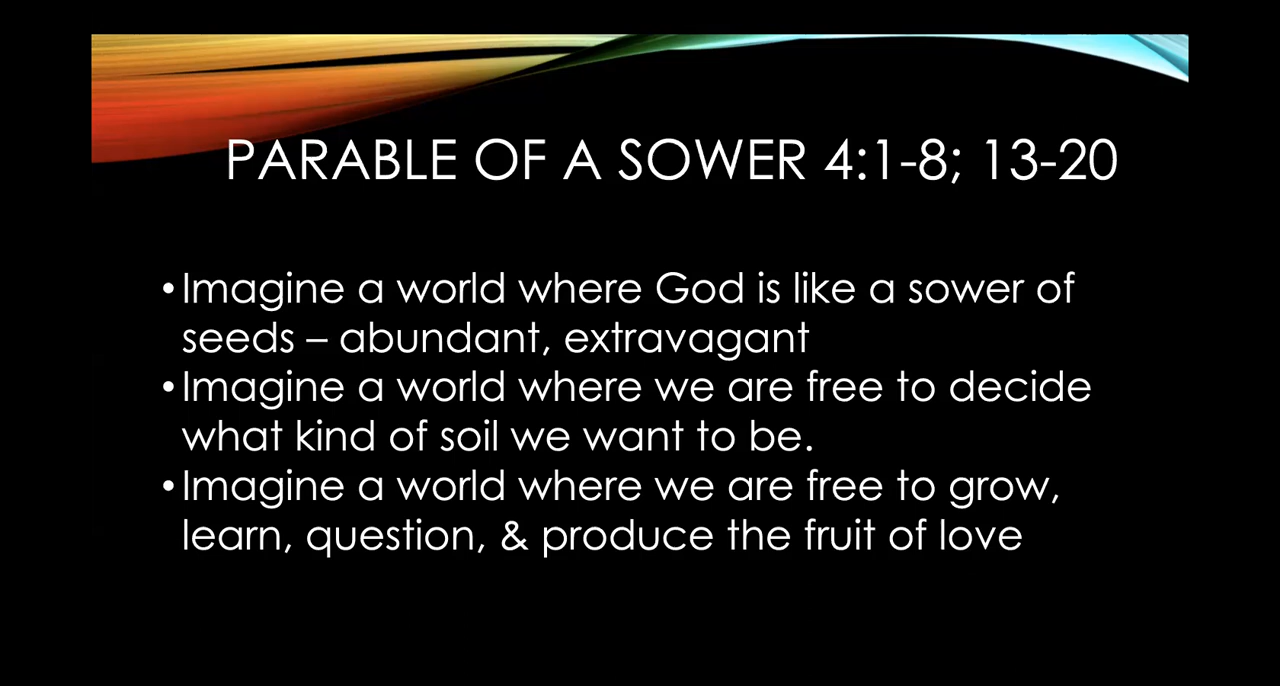 PARABLE OF A SOWER 4:1-8; 13-20
•Imagine a world where God is like a sower of
seeds – abundant, extravagant
•Imagine a world where we are free to decide
what kind of soil we want to be.
•Imagine a world where we are free to grow,
learn, question, & produce the fruit of love